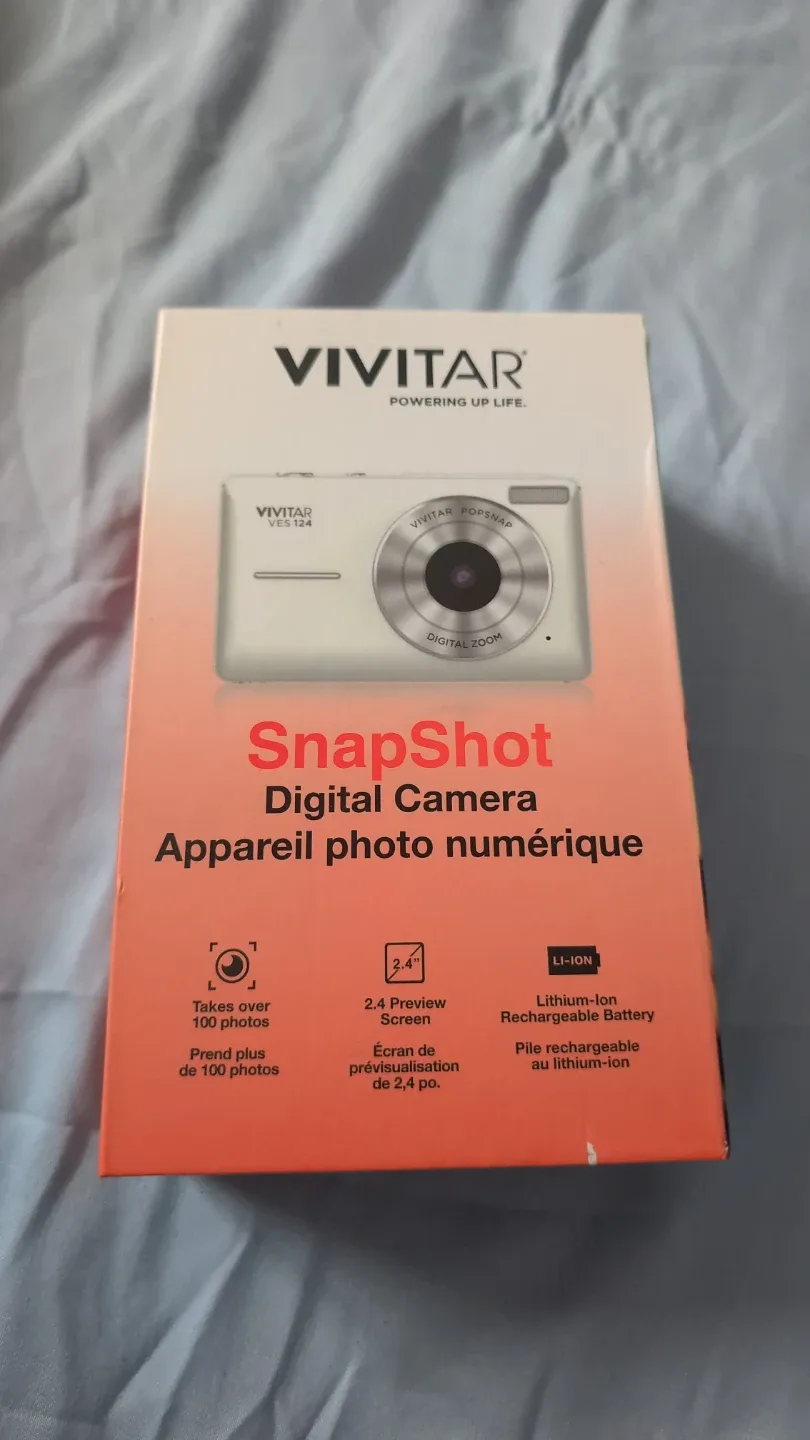 VIVITAR
POWERING UP LIFE.
VIVITAR
VES 124
VIVITAR POPSNAP
DIGITAL ZOOM
SnapShot
Digital Camera
Appareil photo numérique
Takes over
100 photos
Prend plus
de 100 photos
2.4"
2.4 Preview
Screen
Écran de
prévisualisation
de 2,4 po.
LI-ION
Lithium-Ion
Rechargeable Battery
Pile rechargeable
au lithium-ion